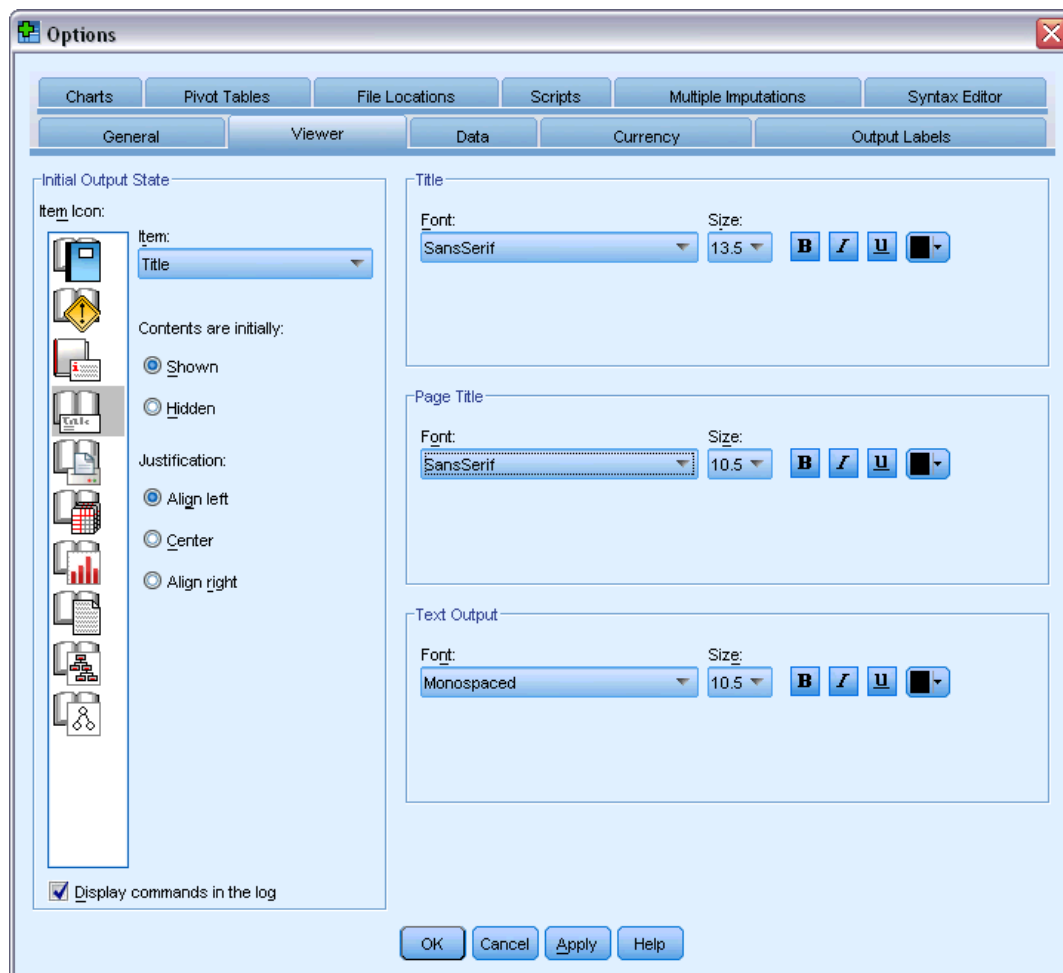 Options
Charts
Pivot Tables
File Locations
Scripts
Multiple Imputations
Syntax Editor
General
Viewer
Data
Currency
Output Labels
Initial Output State
Item Icon:
Item:
Title
Contents are initially:
Shown
Hidden
Title
Justification:
Align left
Center
Align right
Display commands in the log
Title
Font:
Size:
SansSerif
13.5
B I U
Page Title
Font:
Size:
SansSerif
10.5
B I U
Text Output
Font:
Size:
Monospaced
10.5
B I U
OK
Cancel
Apply
Help